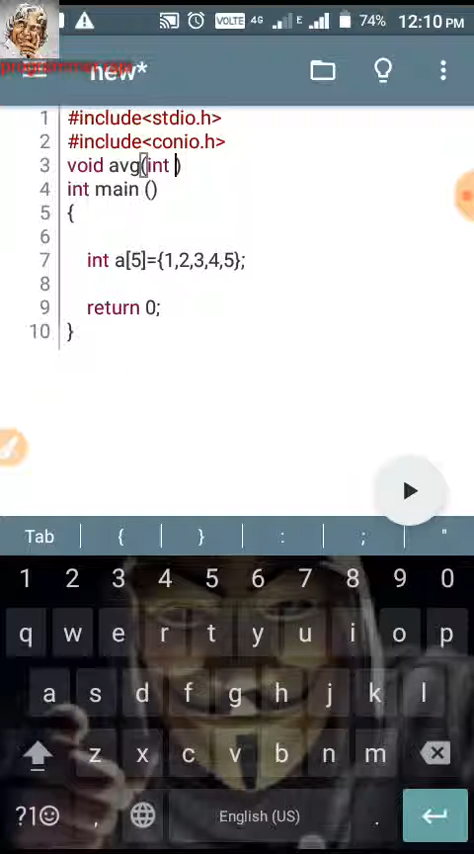 VOLTE 4G E 74% 12:10 PM
new*
1 #include<stdio.h>
2 #include<conio.h>
3 void avg(int )
4 int main ()
5 {
6
7 int a[5]={1,2,3,4,5};
8
9 return 0;
10 }
Tab { } : ; "
1 2 3 4 5 6 7 8 9 0
q w e r t y u i o p
a s d f g h j k l
z x c v b n m
?1☺ , English (US) .